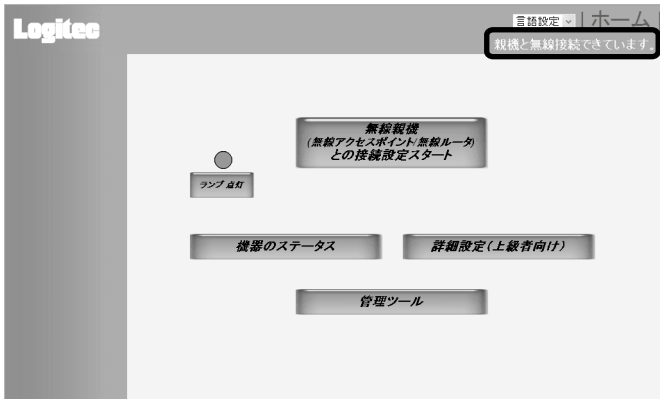 Logitec
言語設定 | ホーム |
親機と無線接続できています。
無線親機
(無線アクセスポイント/無線ルータ)
との接続設定スタート
ランプ 点灯
機器のステータス
詳細設定(上級者向け)
管理ツール